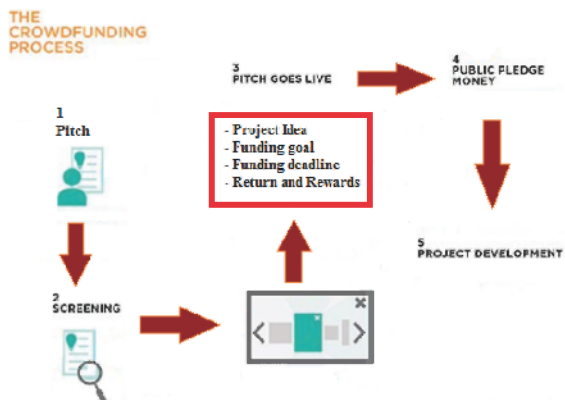 THE
CROWDFUNDING
PROCESS
1
Pitch
2
SCREENING
3
PITCH GOES LIVE
- Project Idea
- Funding goal
- Funding deadline
- Return and Rewards
4
PUBLIC PLEDGE
MONEY
5
PROJECT DEVELOPMENT